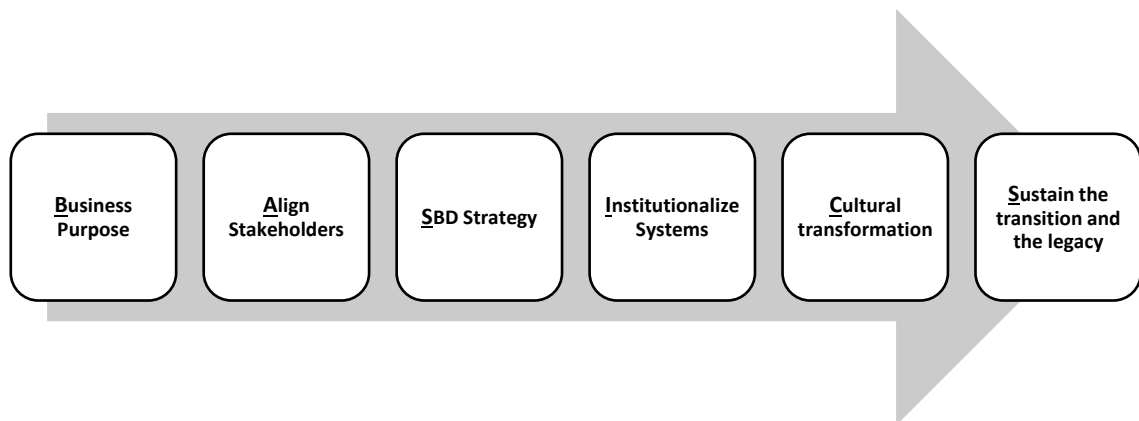 Business
Purpose
Align
Stakeholders
SBD Strategy
Institutionalize
Systems
Cultural
transformation
Sustain the
transition and
the legacy